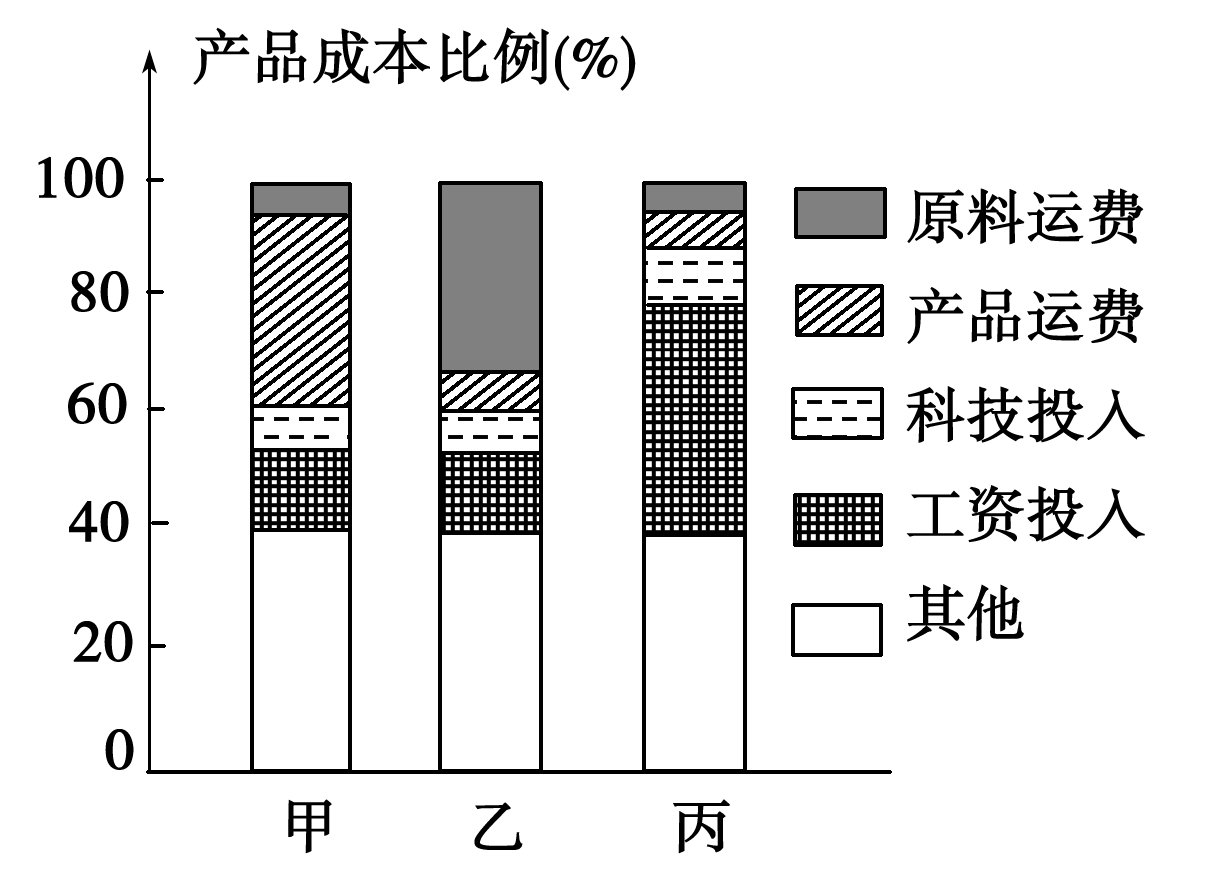 产品成本比例(%)
100
80
60
40
20
0
甲 乙 丙
原料运费
产品运费
科技投入
工资投入
其他